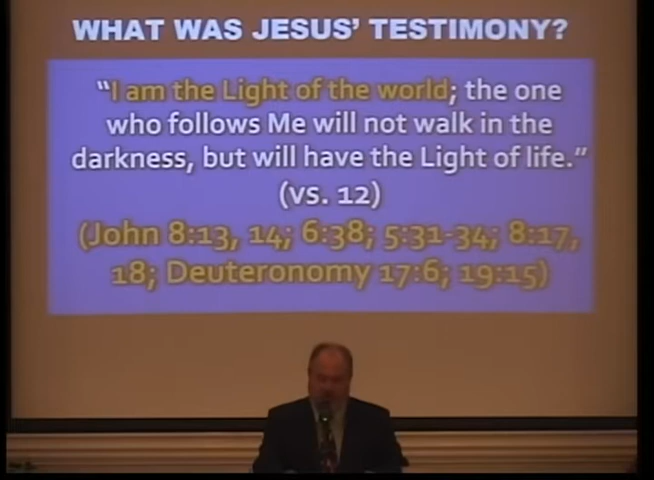 WHAT WAS JESUS' TESTIMONY?
"I am the Light of the world; the one
who follows Me will not walk in the
darkness, but will have the Light of life."
(vs. 12)
(John 8:13, 14; 6:38; 5:31-34; 8:17,
18; Deuteronomy 17:6; 19:15)